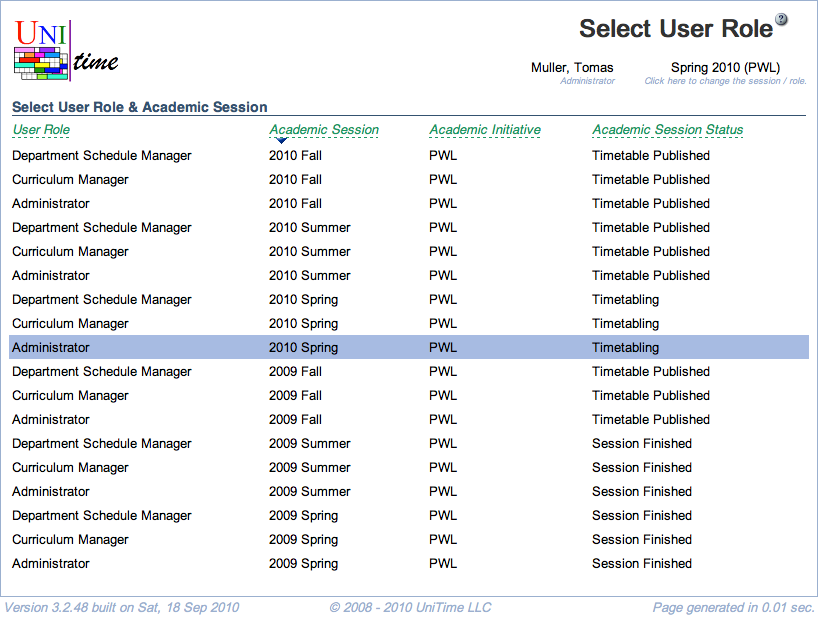 UNI time
Select User Role
Muller, Tomas Spring 2010 (PWL)
Administrator Click here to change the session / role.
Select User Role & Academic Session
User Role Academic Session Academic Initiative Academic Session Status
Department Schedule Manager 2010 Fall PWL Timetable Published
Curriculum Manager 2010 Fall PWL Timetable Published
Administrator 2010 Fall PWL Timetable Published
Department Schedule Manager 2010 Summer PWL Timetable Published
Curriculum Manager 2010 Summer PWL Timetable Published
Administrator 2010 Summer PWL Timetable Published
Department Schedule Manager 2010 Spring PWL Timetabling
Curriculum Manager 2010 Spring PWL Timetabling
Administrator 2010 Spring PWL Timetabling
Department Schedule Manager 2009 Fall PWL Timetable Published
Curriculum Manager 2009 Fall PWL Timetable Published
Administrator 2009 Fall PWL Timetable Published
Department Schedule Manager 2009 Summer PWL Session Finished
Curriculum Manager 2009 Summer PWL Session Finished
Administrator 2009 Summer PWL Session Finished
Department Schedule Manager 2009 Spring PWL Session Finished
Curriculum Manager 2009 Spring PWL Session Finished
Administrator 2009 Spring PWL Session Finished
Version 3.2.48 built on Sat, 18 Sep 2010 © 2008 - 2010 UniTime LLC Page generated in 0.01 sec.